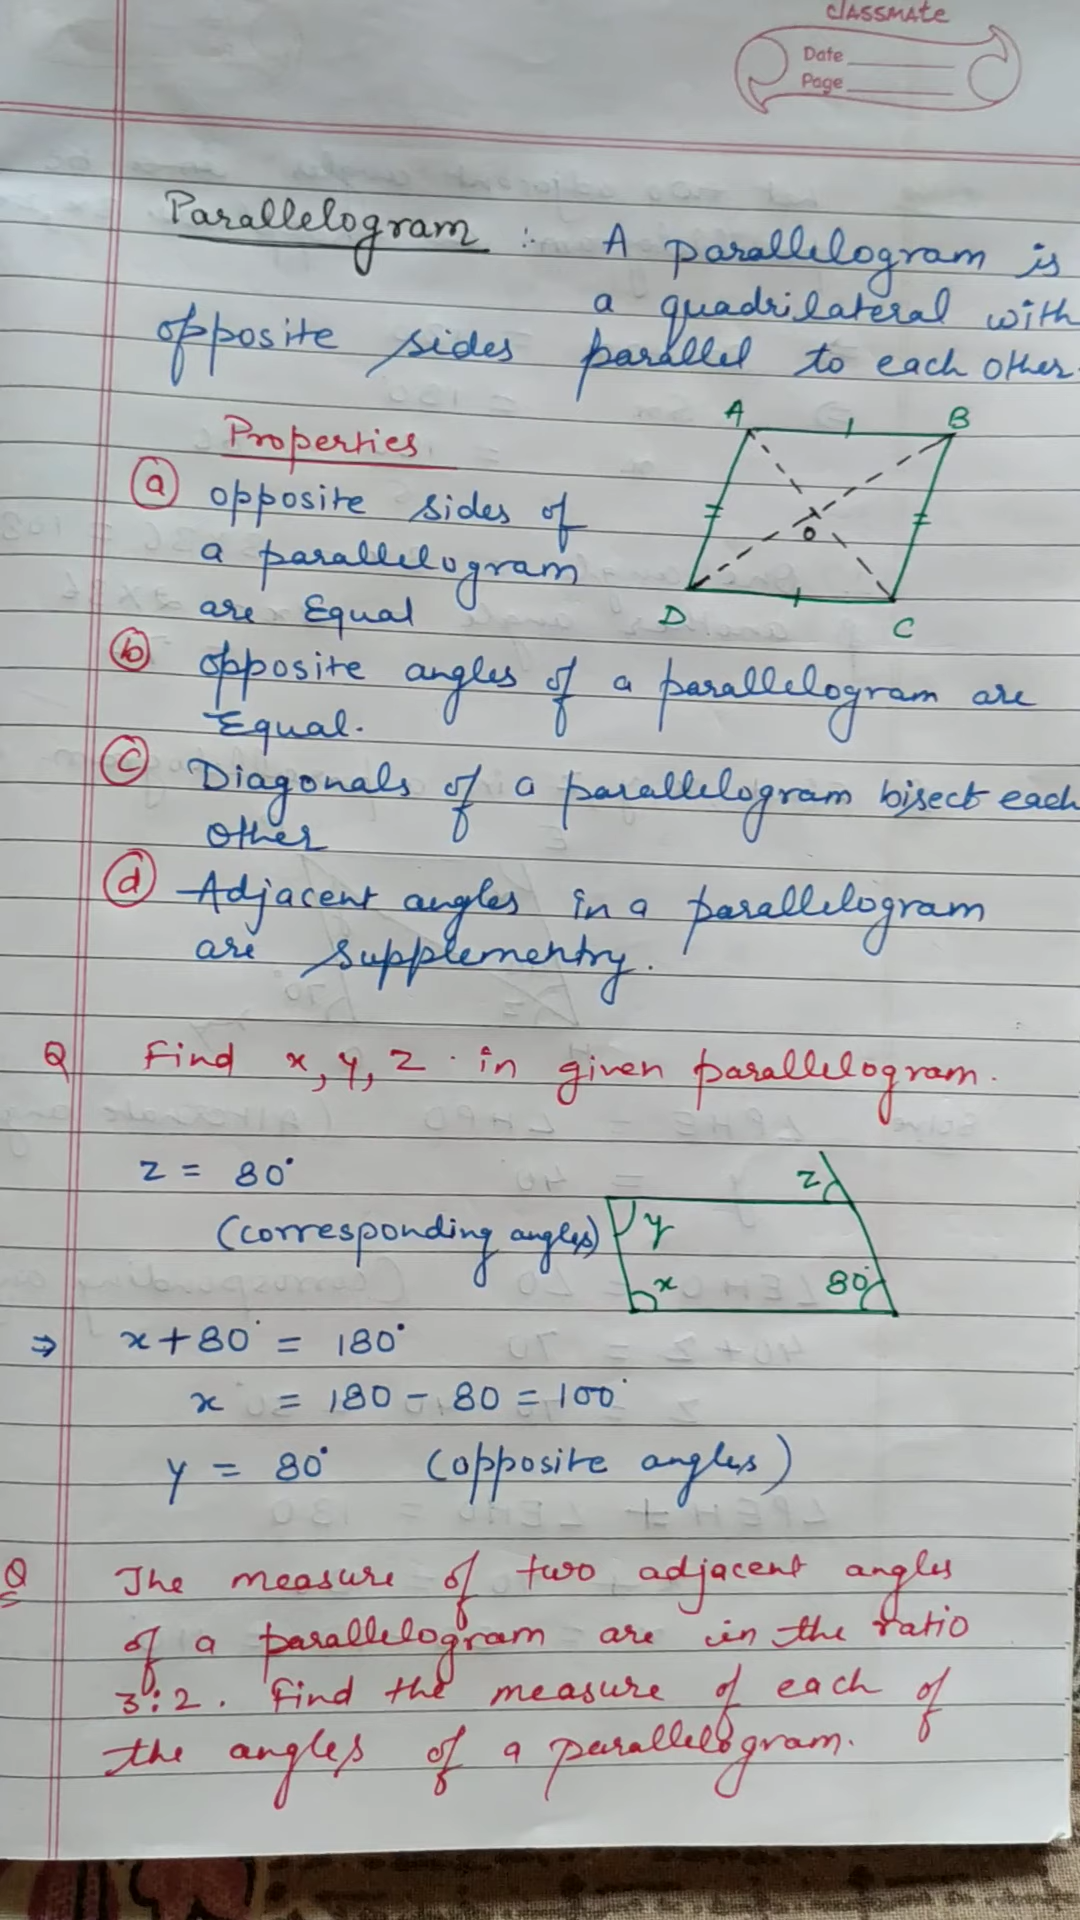 classmate
Date
Page
Parallelogram :- A parallelogram is
a quadrilateral with
opposite sides parallel to each other.
Properties
A B
(a) opposite sides of
a parallelogram
are Equal
O
D C
(b) opposite angles of a parallelogram are
Equal.
(c) Diagonals of a parallelogram bisect each
other
(d) Adjacent angles in a parallelogram
are supplementry.
Q Find x, y, z. in given parallelogram.
z = 80°
z
(corresponding angles)
y
x 80°
⇒ x + 80° = 180°
x = 180 - 80 = 100°
y = 80° (opposite angles)
Q The measure of two adjacent angles
of a parallelogram are in the ratio
3:2. Find the measure of each of
the angles of a parallelogram.